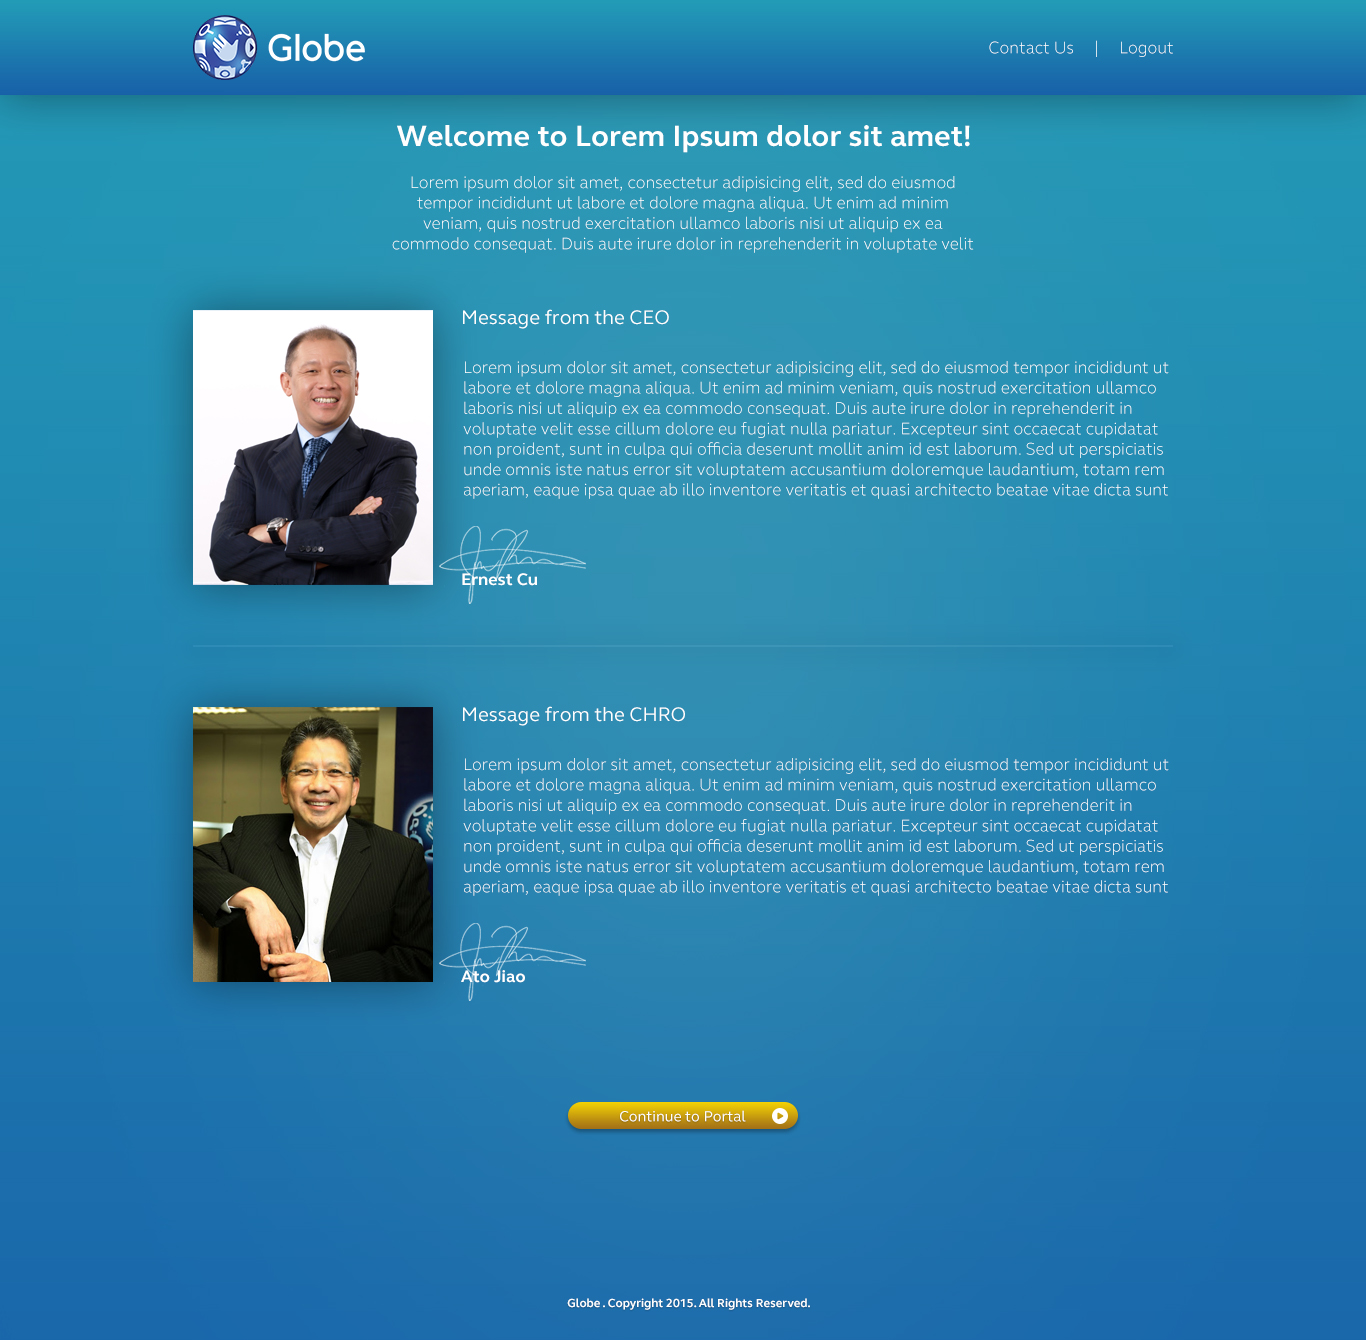 Globe
Contact Us | Logout
Welcome to Lorem Ipsum dolor sit amet!
Lorem ipsum dolor sit amet, consectetur adipisicing elit, sed do eiusmod
tempor incididunt ut labore et dolore magna aliqua. Ut enim ad minim
veniam, quis nostrud exercitation ullamco laboris nisi ut aliquip ex ea
commodo consequat. Duis aute irure dolor in reprehenderit in voluptate velit
Message from the CEO
Lorem ipsum dolor sit amet, consectetur adipisicing elit, sed do eiusmod tempor incididunt ut
labore et dolore magna aliqua. Ut enim ad minim veniam, quis nostrud exercitation ullamco
laboris nisi ut aliquip ex ea commodo consequat. Duis aute irure dolor in reprehenderit in
voluptate velit esse cillum dolore eu fugiat nulla pariatur. Excepteur sint occaecat cupidatat
non proident, sunt in culpa qui officia deserunt mollit anim id est laborum. Sed ut perspiciatis
unde omnis iste natus error sit voluptatem accusantium doloremque laudantium, totam rem
aperiam, eaque ipsa quae ab illo inventore veritatis et quasi architecto beatae vitae dicta sunt
Ernest Cu
Message from the CHRO
Lorem ipsum dolor sit amet, consectetur adipisicing elit, sed do eiusmod tempor incididunt ut
labore et dolore magna aliqua. Ut enim ad minim veniam, quis nostrud exercitation ullamco
laboris nisi ut aliquip ex ea commodo consequat. Duis aute irure dolor in reprehenderit in
voluptate velit esse cillum dolore eu fugiat nulla pariatur. Excepteur sint occaecat cupidatat
non proident, sunt in culpa qui officia deserunt mollit anim id est laborum. Sed ut perspiciatis
unde omnis iste natus error sit voluptatem accusantium doloremque laudantium, totam rem
aperiam, eaque ipsa quae ab illo inventore veritatis et quasi architecto beatae vitae dicta sunt
Ato Jiao
Continue to Portal
Globe . Copyright 2015. All Rights Reserved.